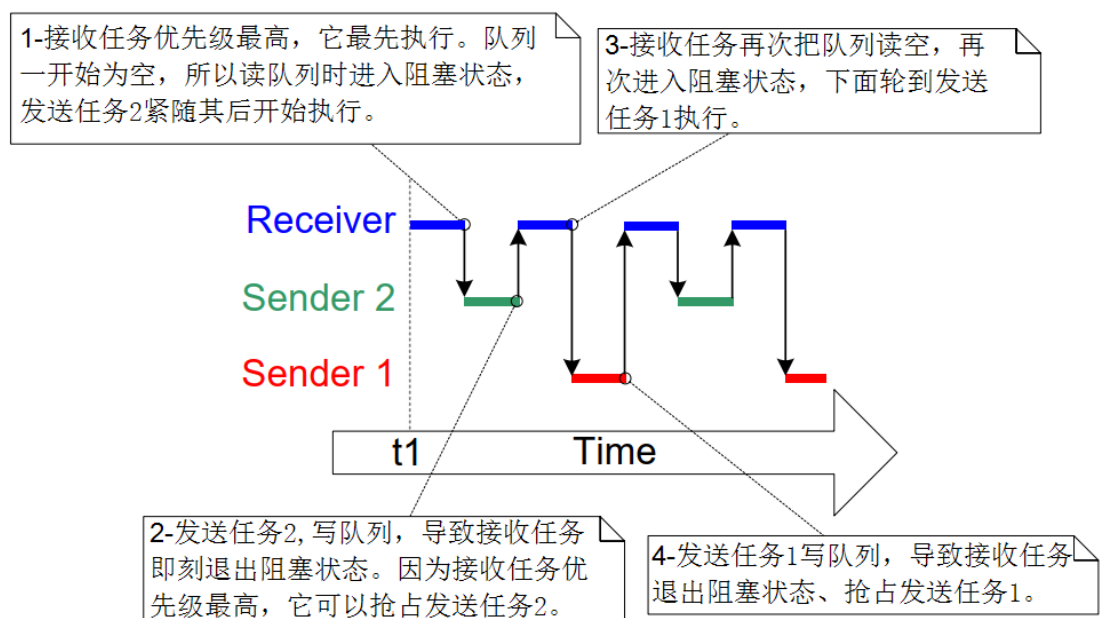 1-接收任务优先级最高，它最先执行。队列
一开始为空，所以读队列时进入阻塞状态，
发送任务2紧随其后开始执行。
3-接收任务再次把队列读空，再
次进入阻塞状态，下面轮到发送
任务1执行。
Receiver
Sender 2
Sender 1
t1
Time
2-发送任务2,写队列，导致接收任务
即刻退出阻塞状态。因为接收任务优
先级最高，它可以抢占发送任务2。
4-发送任务1写队列，导致接收任务
退出阻塞状态、抢占发送任务1。